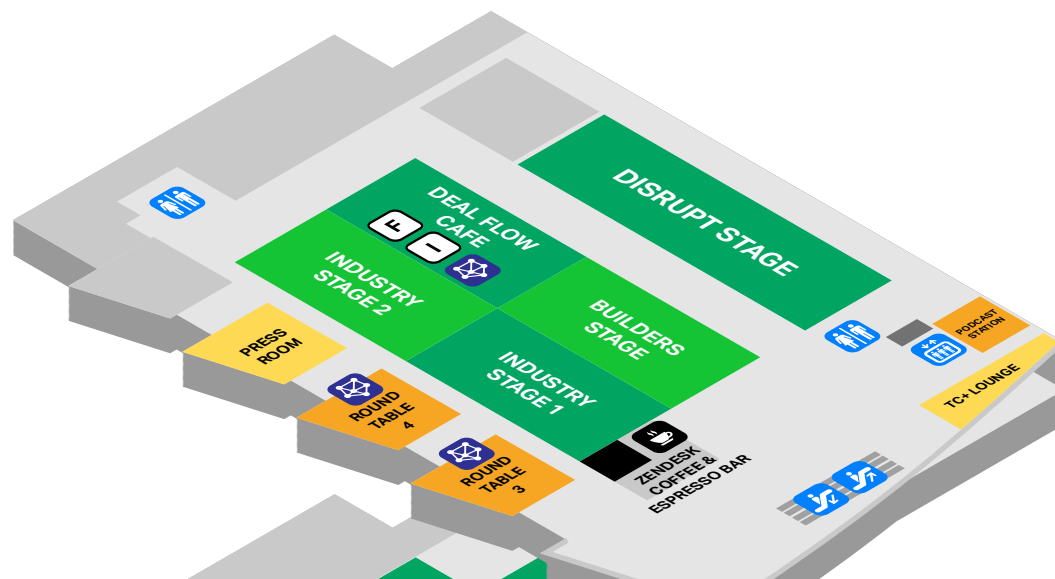 DISRUPT STAGE
DEAL FLOW
CAFE
F
I
INDUSTRY
STAGE 2
BUILDERS
STAGE
INDUSTRY
STAGE 1
PRESS
ROOM
ROUND
TABLE
4
ROUND
TABLE
3
PODCAST
STATION
TC+ LOUNGE
ZENDESK
COFFEE &
ESPRESSO BAR